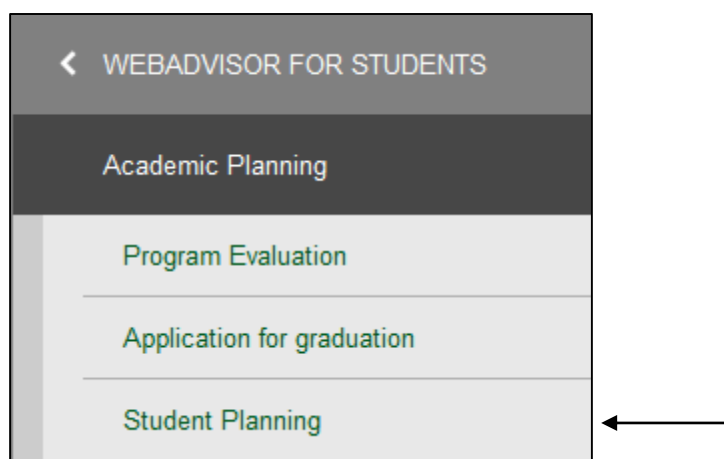 WEBADVISOR FOR STUDENTS
Academic Planning
Program Evaluation
Application for graduation
Student Planning